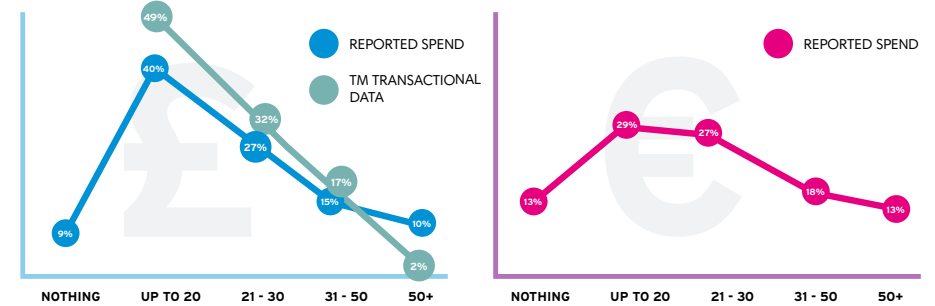 49%
40%
32%
27%
17%
15%
10%
9%
2%
REPORTED SPEND
TM TRANSACTIONAL
DATA
£
NOTHING UP TO 20 21 - 30 31 - 50 50+
REPORTED SPEND
€
13%
29%
27%
18%
13%
NOTHING UP TO 20 21 - 30 31 - 50 50+